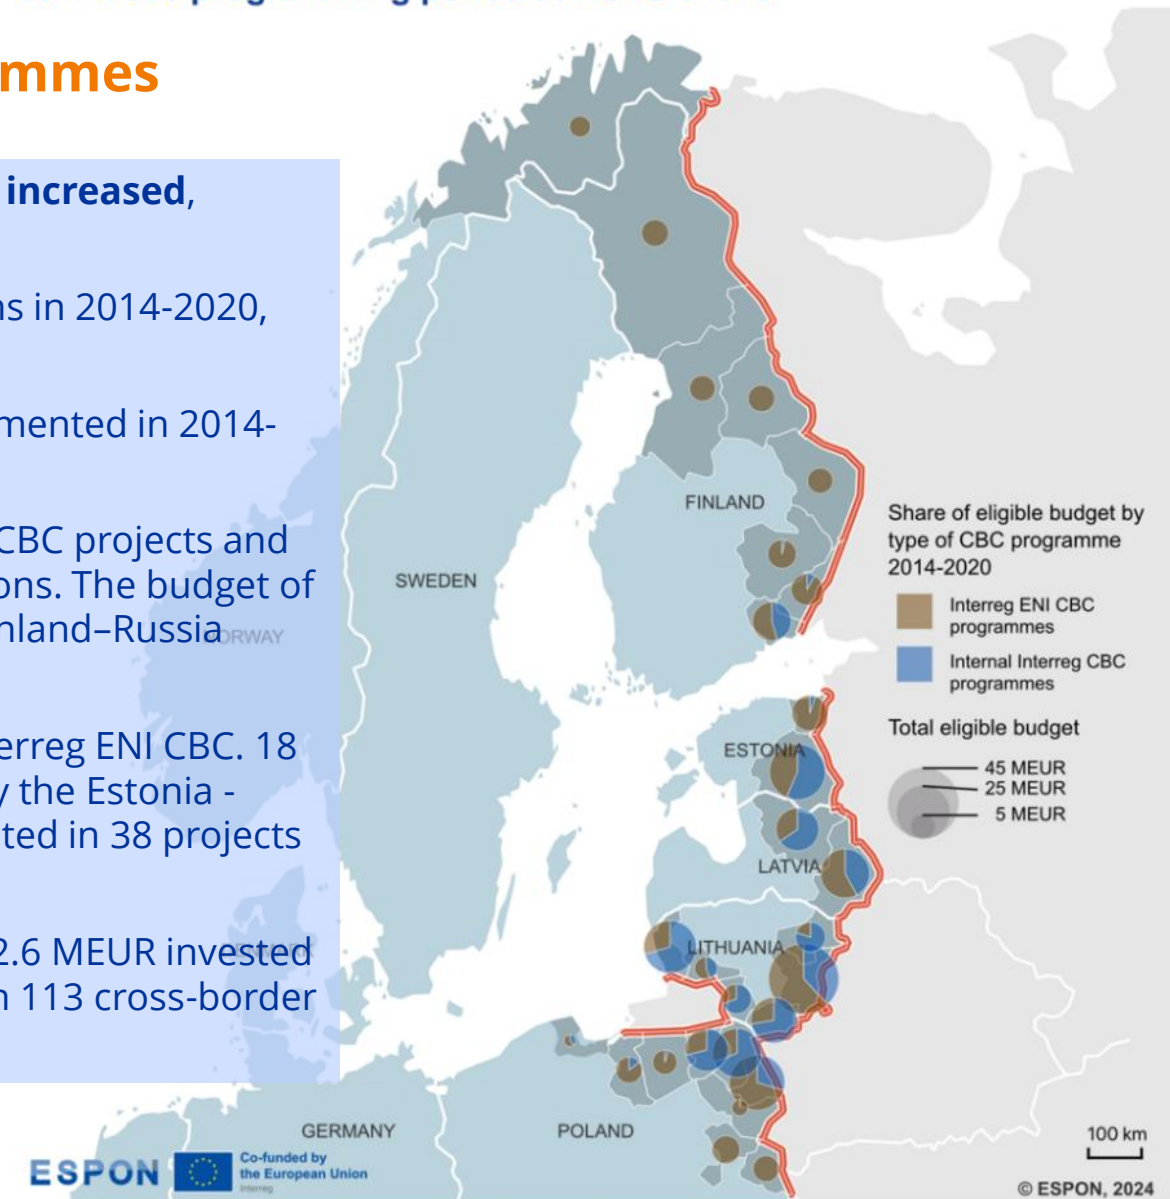 mmes
increased,
ns in 2014-2020,
mented in 2014-
CBC projects and
ons. The budget of
nland–Russia
erreg ENI CBC. 18
y the Estonia -
ted in 38 projects
2.6 MEUR invested
n 113 cross-border
NORWAY
SWEDEN
FINLAND
ESTONIA
LATVIA
LITHUANIA
GERMANY
POLAND
Share of eligible budget by
type of CBC programme
2014-2020
Interreg ENI CBC
programmes
Internal Interreg CBC
programmes
Total eligible budget
45 MEUR
25 MEUR
5 MEUR
100 km
© ESPON, 2024
ESPON
Co-funded by
the European Union
Interreg